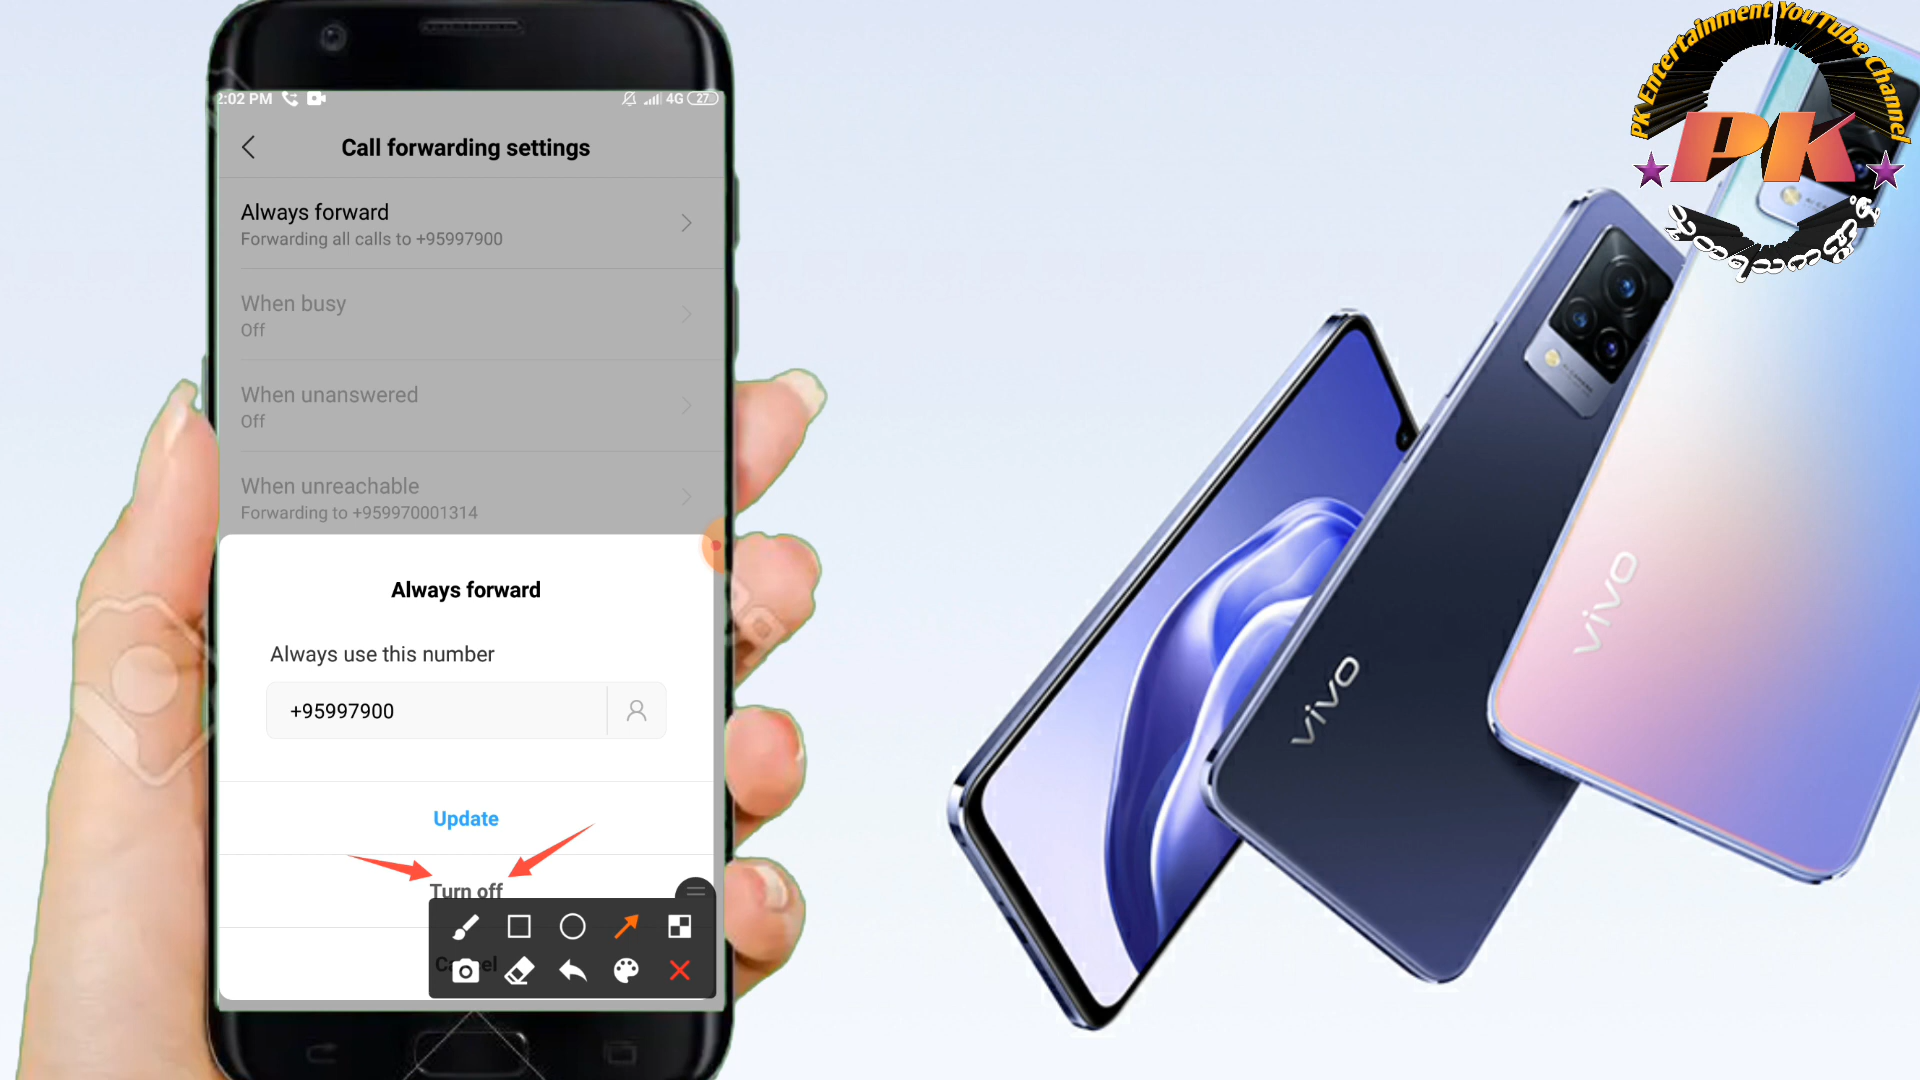 2:02 PM
4G 27
Call forwarding settings
Always forward
Forwarding all calls to +95997900
When busy
Off
When unanswered
Off
When unreachable
Forwarding to +959970001314
Always forward
Always use this number
+95997900
Update
Turn off
PK Entertainment YouTube Channel
PK
vivo
vivo